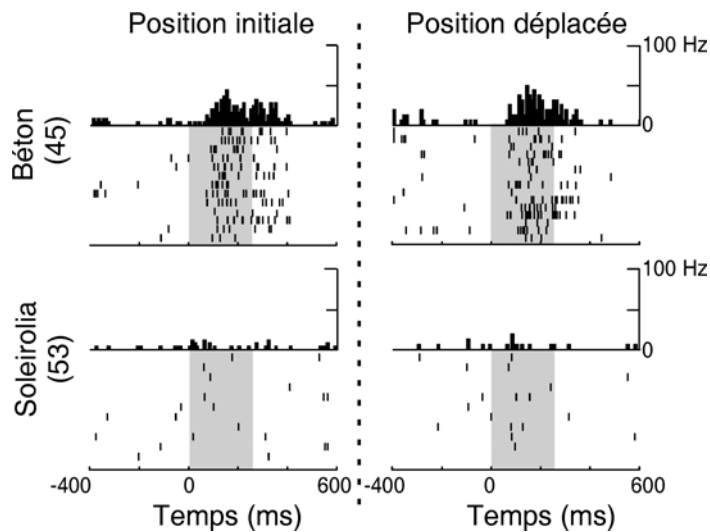 Position initiale
Position déplacée
100 Hz
0
Béton
(45)
100 Hz
0
Soleirolia
(53)
-400
0
600
-400
0
600
Temps (ms)
Temps (ms)